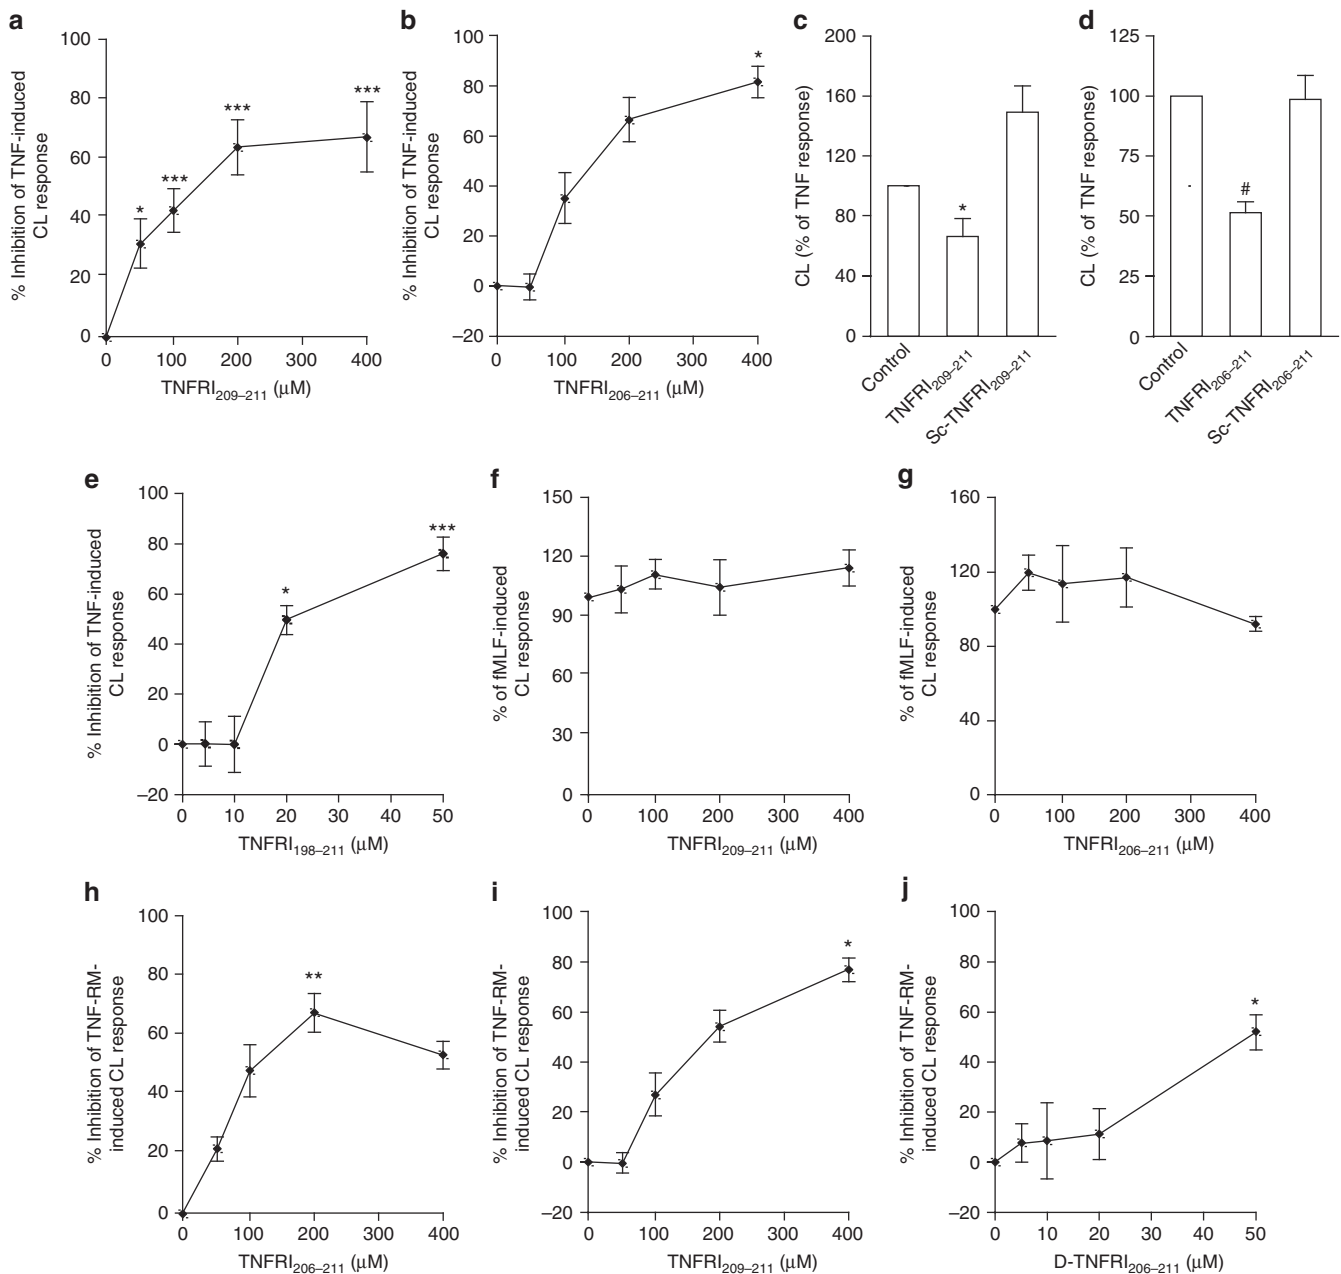 a
100
80
60
40
20
0
% Inhibition of TNF-induced
CL response
*
***
***
***
0 100 200 300 400
TNFRI209–211 (μM)
b
100
80
60
40
20
0
–20
% Inhibition of TNF-induced
CL response
*
0 100 200 300 400
TNFRI206–211 (μM)
c
200
160
120
80
40
0
CL (% of TNF response)
*
Control
TNFRI209–211
Sc-TNFRI209–211
d
125
100
75
50
25
0
CL (% of TNF response)
#
Control
TNFRI206–211
Sc-TNFRI206–211
e
100
80
60
40
20
0
–20
% Inhibition of TNF-induced
CL response
*
***
0 10 20 30 40 50
TNFRI198–211 (μM)
f
150
120
90
60
30
0
% of fMLF-induced
CL response
0 100 200 300 400
TNFRI209–211 (μM)
g
160
120
80
40
0
% of fMLF-induced
CL response
0 100 200 300 400
TNFRI206–211 (μM)
h
100
80
60
40
20
0
% Inhibition of TNF-RM-
induced CL response
**
0 100 200 300 400
TNFRI206–211 (μM)
i
100
80
60
40
20
0
–20
% Inhibition of TNF-RM-
induced CL response
*
0 100 200 300 400
TNFRI209–211 (μM)
j
100
80
60
40
20
0
–20
% Inhibition of TNF-RM-
induced CL response
*
0 10 20 30 40 50
D-TNFRI206–211 (μM)